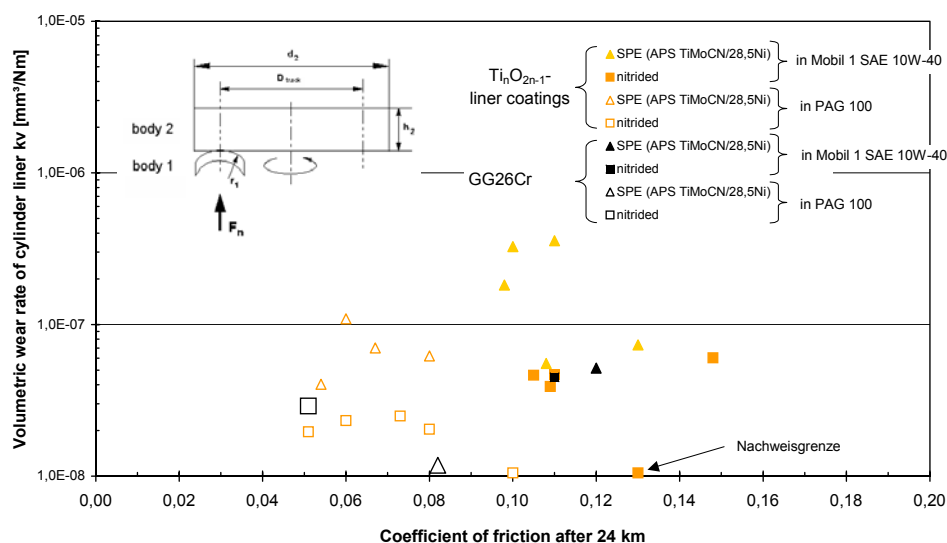 Volumetric wear rate of cylinder liner kv [mm³/Nm]
1,0E-05
1,0E-06
1,0E-07
1,0E-08
d₂
D track
h₂
body 2
body 1
r₁
Fₙ
TiₙO₂ₙ₋₁-
liner coatings
SPE (APS TiMoCN/28,5Ni)
nitrided
in Mobil 1 SAE 10W-40
SPE (APS TiMoCN/28,5Ni)
nitrided
in PAG 100
GG26Cr
SPE (APS TiMoCN/28,5Ni)
nitrided
in Mobil 1 SAE 10W-40
SPE (APS TiMoCN/28,5Ni)
nitrided
in PAG 100
Nachweisgrenze
0,00 0,02 0,04 0,06 0,08 0,10 0,12 0,14 0,16 0,18 0,20
Coefficient of friction after 24 km